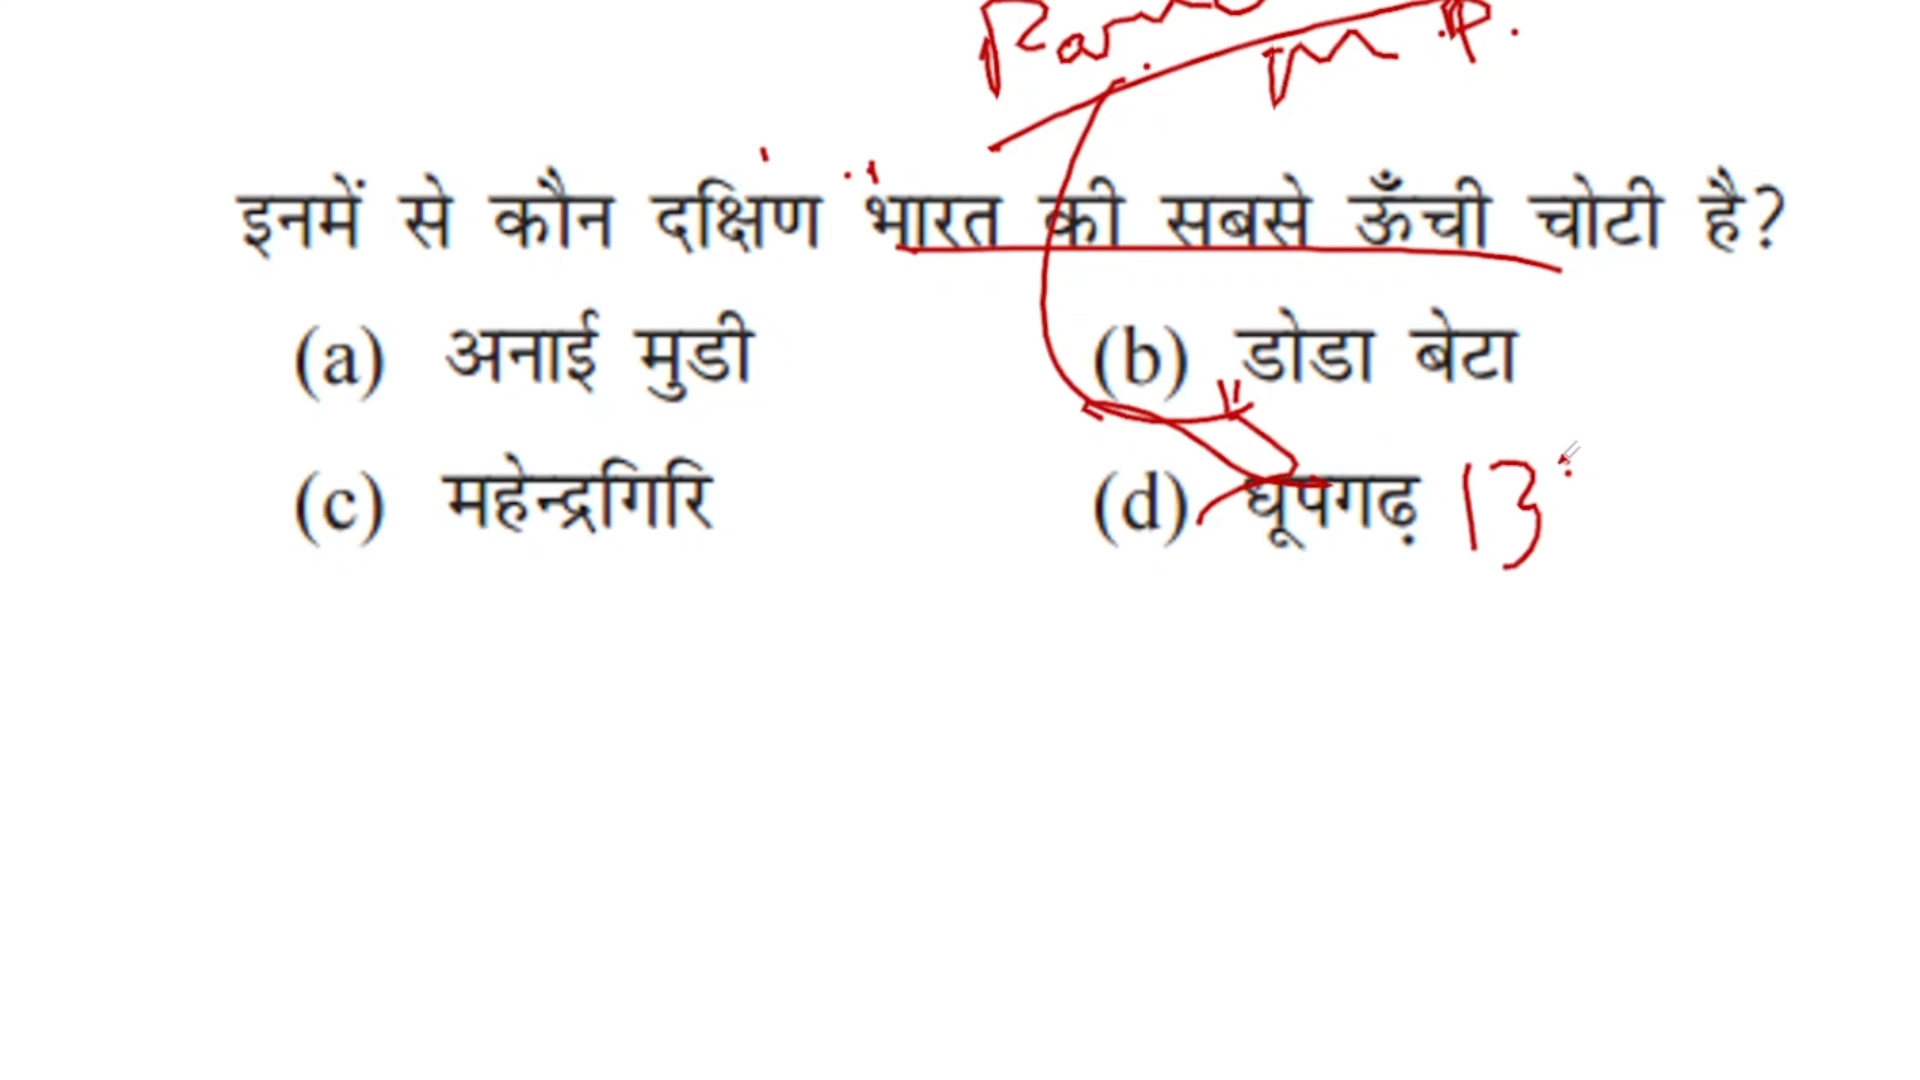 इनमें से कौन दक्षिण भारत की सबसे ऊँची चोटी है?
(a) अनाई मुडी (b) डोडा बेटा
(c) महेन्द्रगिरि (d) धूपगढ़ 13